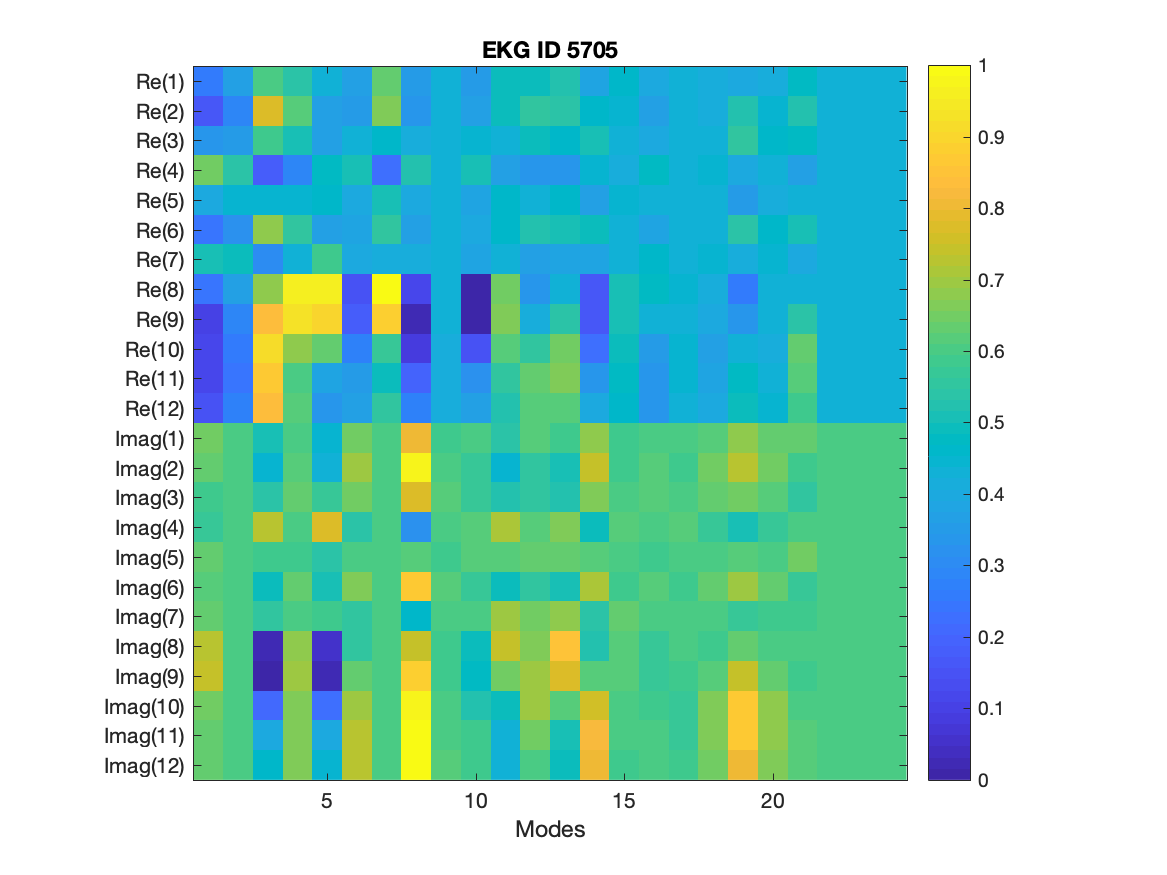 EKG ID 5705
Re(1)
Re(2)
Re(3)
Re(4)
Re(5)
Re(6)
Re(7)
Re(8)
Re(9)
Re(10)
Re(11)
Re(12)
Imag(1)
Imag(2)
Imag(3)
Imag(4)
Imag(5)
Imag(6)
Imag(7)
Imag(8)
Imag(9)
Imag(10)
Imag(11)
Imag(12)
5 10 15 20
Modes
1
0.9
0.8
0.7
0.6
0.5
0.4
0.3
0.2
0.1
0